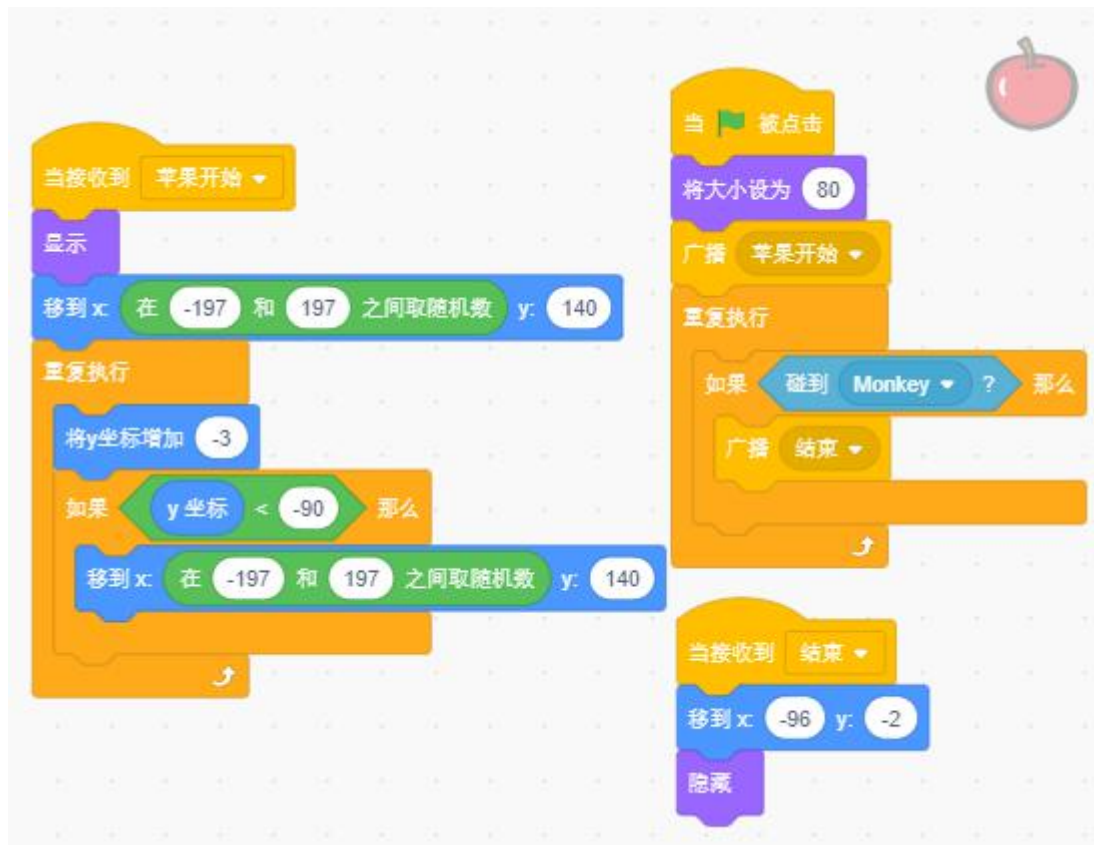 当接收到 苹果开始
显示
移到 x: 在 -197 和 197 之间取随机数 y: 140
重复执行
将y坐标增加 -3
如果 y 坐标 < -90 那么
移到 x: 在 -197 和 197 之间取随机数 y: 140
当 被点击
将大小设为 80
广播 苹果开始
重复执行
如果 碰到 Monkey ? 那么
广播 结束
当接收到 结束
移到 x: -96 y: -2
隐藏